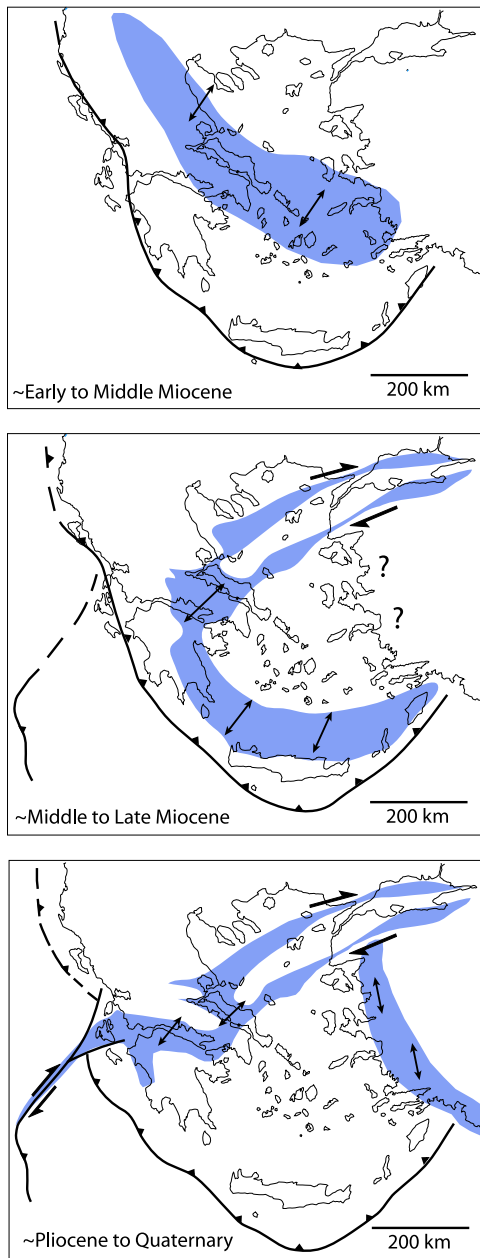 200 km
~Early to Middle Miocene
?
?
200 km
~Middle to Late Miocene
200 km
~Pliocene to Quaternary